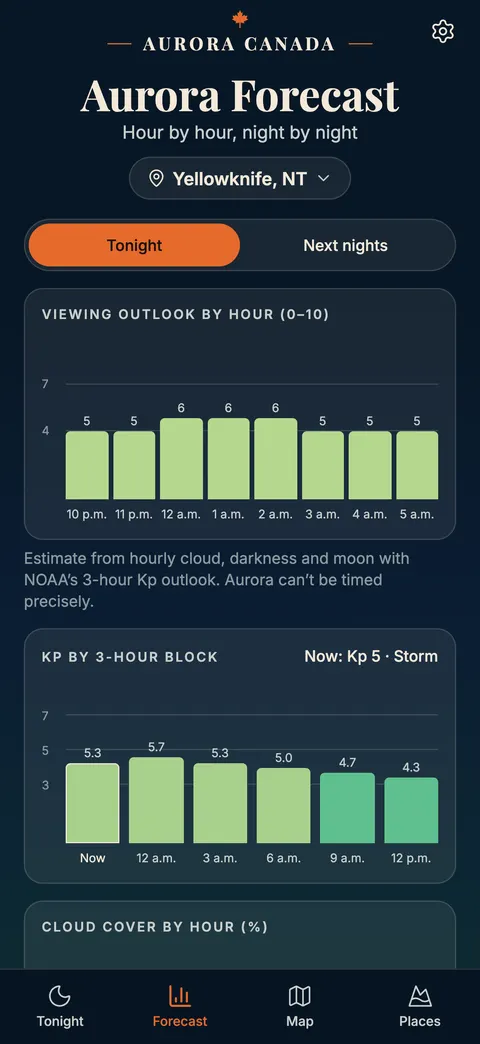 AURORA CANADA
Aurora Forecast
Hour by hour, night by night
Yellowknife, NT
Tonight Next nights
VIEWING OUTLOOK BY HOUR (0–10)
7
4
5 5 6 6 6 5 5 5
10 p.m. 11 p.m. 12 a.m. 1 a.m. 2 a.m. 3 a.m. 4 a.m. 5 a.m.
Estimate from hourly cloud, darkness and moon with
NOAA’s 3-hour Kp outlook. Aurora can’t be timed
precisely.
KP BY 3-HOUR BLOCK Now: Kp 5 · Storm
7
5
3
5.3 5.7 5.3 5.0 4.7 4.3
Now 12 a.m. 3 a.m. 6 a.m. 9 a.m. 12 p.m.
CLOUD COVER BY HOUR (%)
Tonight Forecast Map Places